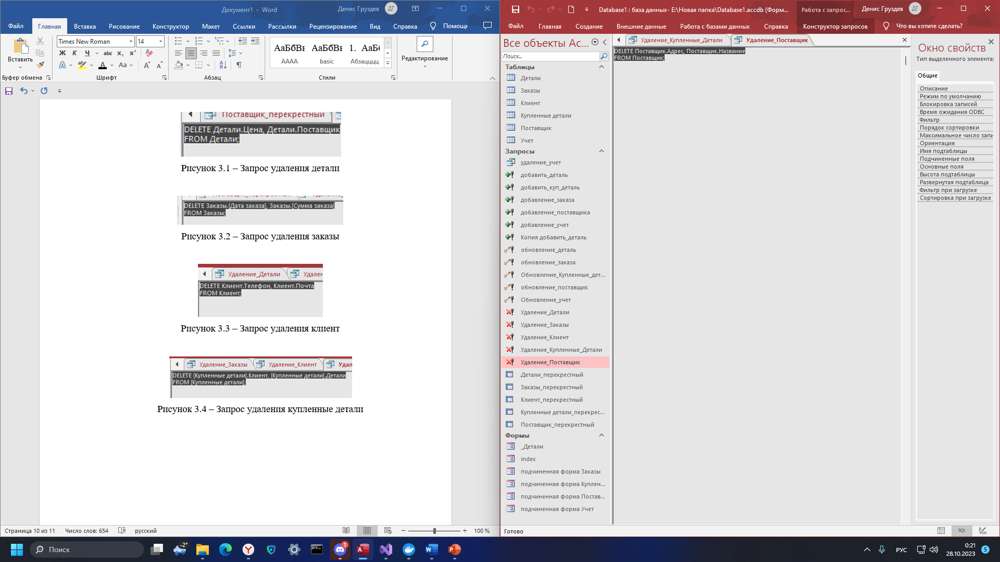 Документ1 - Word
Денис Груздев
ДГ
Файл
Главная
Вставка
Рисование
Конструктор
Макет
Ссылки
Рассылки
Рецензирование
Вид
Справка
Помощь
Вставить
Буфер обмена
Times New Roman
14
Ж К Ч abc x₂ x²
Aa
Шрифт
Абзац
АаБбВı АаБбВı 1. АаБб
AAAA
basic
Абзацццц
Стили
Редактирование
Поставщик_перекрестный
DELETE Детали.Цена, Детали.Поставщик
FROM Детали;
Рисунок 3.1 – Запрос удаления детали
DELETE Заказы.[Дата заказа], Заказы.[Сумма заказа]
FROM Заказы;
Рисунок 3.2 – Запрос удаления заказы
Удаление_Детали
Удален
DELETE Клиент.Телефон, Клиент.Почта
FROM Клиент;
Рисунок 3.3 – Запрос удаления клиент
Удаление_Заказы
Удаление_Клиент
Удал
DELETE [Купленные детали].Клиент, [Купленные детали].Детали
FROM [Купленные детали];
Рисунок 3.4 – Запрос удаления купленные детали
Страница 10 из 11
Число слов: 654
русский
100 %
Database1 : база данных- E:\Новая папка\Database1.accdb (Форм...
Работа с запрос...
Денис Груздев
ДГ
Файл
Главная
Создание
Внешние данные
Работа с базами данных
Справка
Конструктор запросов
Что вы хотите сделать?
Все объекты Ac...
Поиск...
Таблицы
Детали
Заказы
Клиент
Купленные детали
Поставщик
Учет
Запросы
удаление_учет
добавить_деталь
добавить_куп_деталь
добавление_заказа
добавление_поставщика
добавление_учет
Копия добавить_деталь
обновление_деталь
обновление_заказа
Обновление_Купленные_дет...
обновление_поставщик
Обновление_учет
Удаление_Детали
Удаление_Заказы
Удаление_Клиент
Удаление_Купленные_Детали
Удаление_Поставщик
Детали_перекрестный
Заказы_перекрестный
Клиент_перекрестный
Купленные детали_перекрес...
Поставщик_перекрестный
Формы
_Детали
index
подчиненная форма Заказы
подчиненная форма Куплен...
подчиненная форма Постав...
подчиненная форма Учет
Удаление_Купленные_Детали
Удаление_Поставщик
DELETE Поставщик.Адрес, Поставщик.Название
FROM Поставщик;
Окно свойств
Тип выделенного элемента:
Общие
Описание
Режим по умолчанию
Блокировка записей
Время ожидания ODBC
Фильтр
Порядок сортировки
Максимальное число запи
Ориентация
Имя подтаблицы
Подчиненные поля
Основные поля
Высота подтаблицы
Развернутая подтаблица
Фильтр при загрузке
Сортировка при загрузке
Готово
SQL
Поиск
-2°
1
РУС
0:21
28.10.2023
5